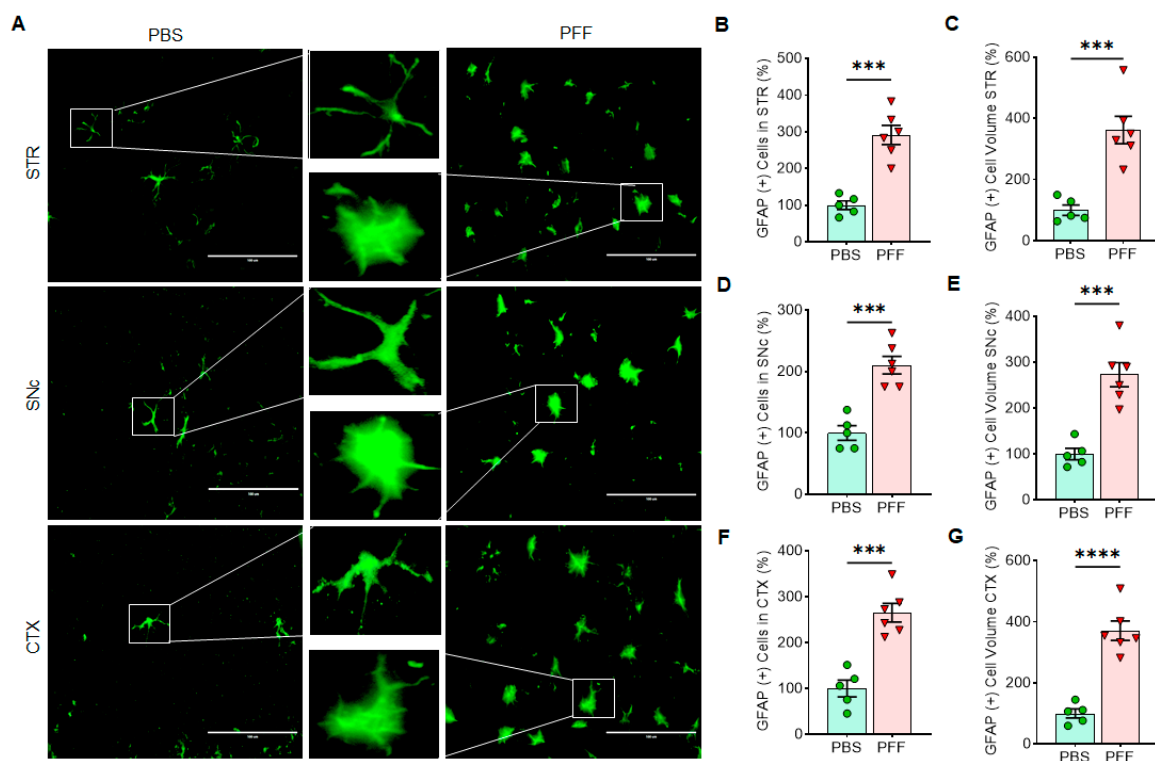 A
PBS
PFF
STR
SNc
CTX
B
***
GFAP (+) Cells in STR (%)
500
400
300
200
100
0
PBS PFF
C
***
GFAP (+) Cell Volume STR (%)
600
400
200
0
PBS PFF
D
***
GFAP (+) Cells in SNc (%)
300
200
100
0
PBS PFF
E
***
GFAP (+) Cell Volume SNc (%)
400
300
200
100
0
PBS PFF
F
***
GFAP (+) Cells in CTX (%)
400
300
200
100
0
PBS PFF
G
****
GFAP (+) Cell Volume CTX (%)
600
400
200
0
PBS PFF